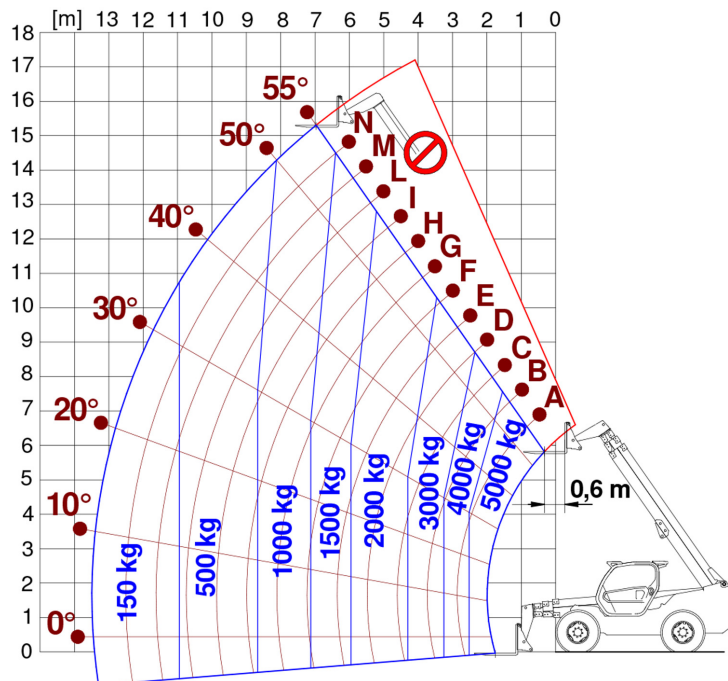 [m] 13 12 11 10 9 8 7 6 5 4 3 2 1 0
18
17
16
15
14
13
12
11
10
9
8
7
6
5
4
3
2
1
0
55°
50°
40°
30°
20°
10°
0°
N
M
L
I
H
G
F
E
D
C
B
A
150 kg
500 kg
1000 kg
1500 kg
2000 kg
3000 kg
4000 kg
5000 kg
0,6 m